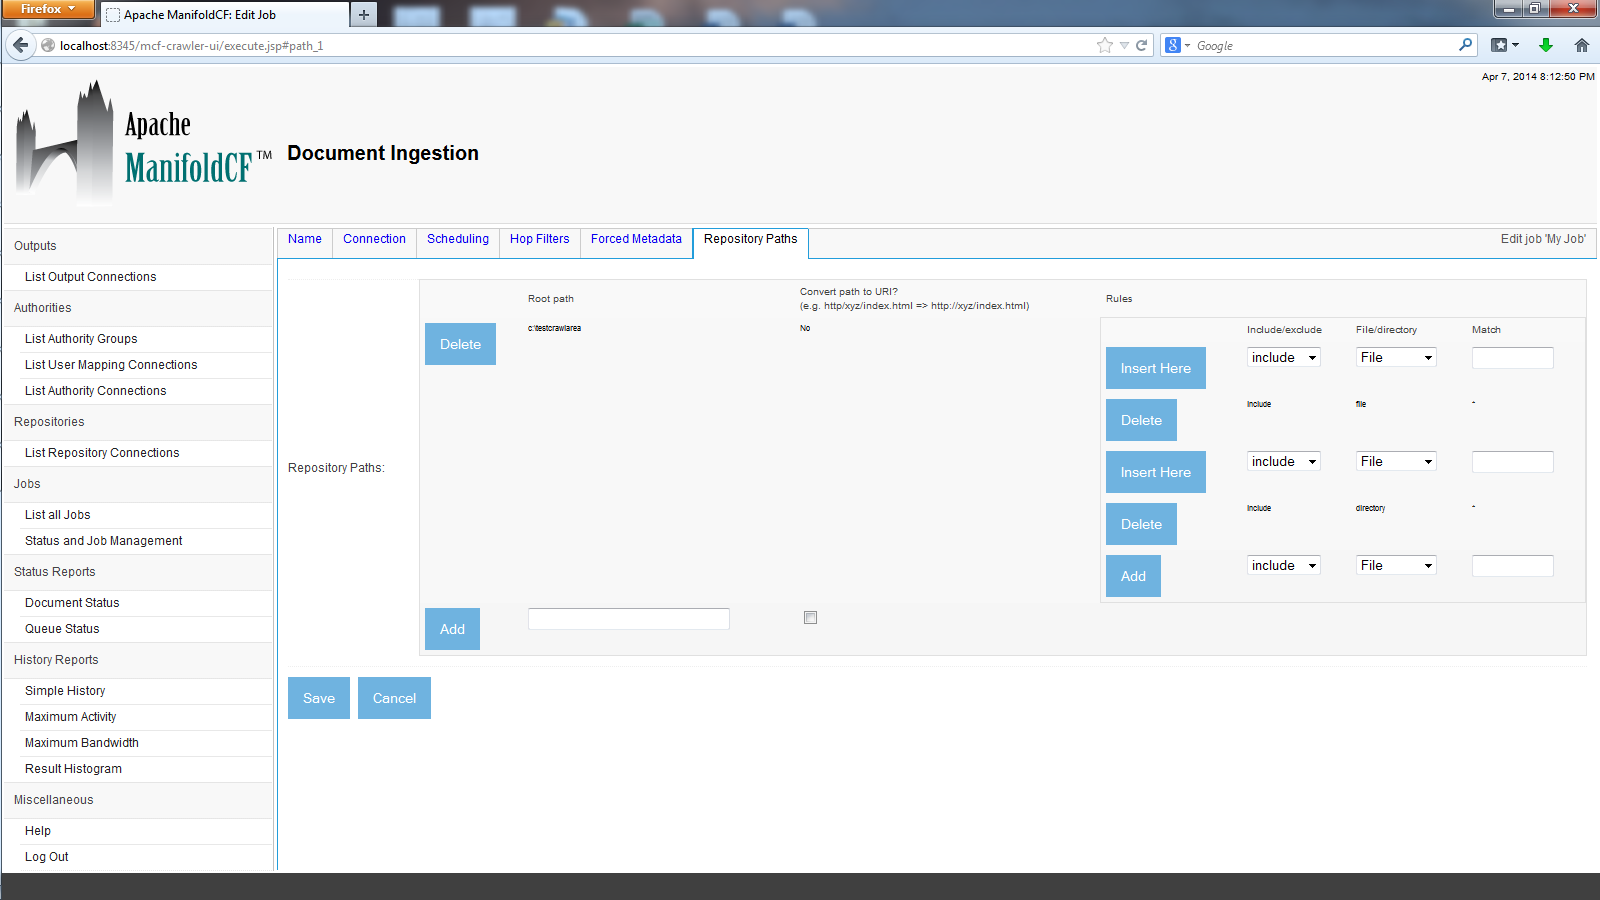 Firefox
Apache ManifoldCF: Edit Job
localhost:8345/mcf-crawler-ui/execute.jsp#path_1
Google
Apr 7, 2014 8:12:50 PM
Apache
ManifoldCF™
Document Ingestion
Outputs
List Output Connections
Authorities
List Authority Groups
List User Mapping Connections
List Authority Connections
Repositories
List Repository Connections
Jobs
List all Jobs
Status and Job Management
Status Reports
Document Status
Queue Status
History Reports
Simple History
Maximum Activity
Maximum Bandwidth
Result Histogram
Miscellaneous
Help
Log Out
Name Connection Scheduling Hop Filters Forced Metadata Repository Paths Edit job 'My Job'
Repository Paths:
Root path
Convert path to URI?
(e.g. http/xyz/index.html => http://xyz/index.html)
Rules
Delete c:\testcrawlarea No
Include/exclude File/directory Match
Insert Here include File
Delete include file *
Insert Here include File
Delete include directory *
Add include File
Add
Save Cancel